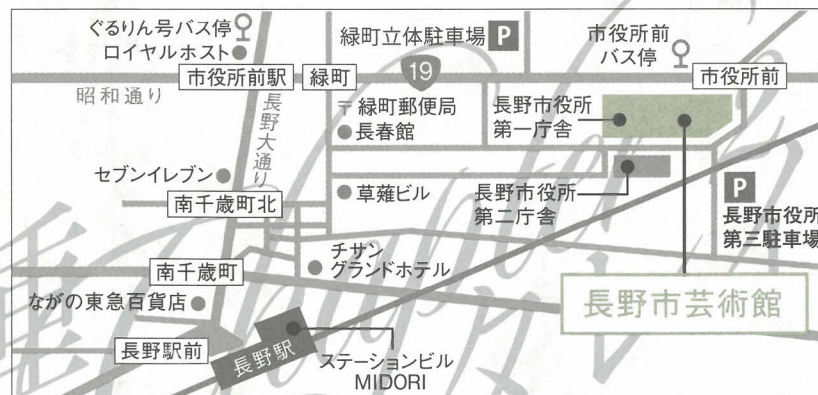 ぐるりん号バス停
ロイヤルホスト
緑町立体駐車場 P
市役所前
バス停
市役所前駅
緑町
19
市役所前
昭和通り
長野大通り
〒緑町郵便局
長春館
長野市役所
第一庁舎
セブンイレブン
南千歳町北
草薙ビル
長野市役所
第二庁舎
P
長野市役所
第三駐車場
チサン
グランドホテル
南千歳町
ながの東急百貨店
長野市芸術館
長野駅前
長野駅
ステーションビル
MIDORI